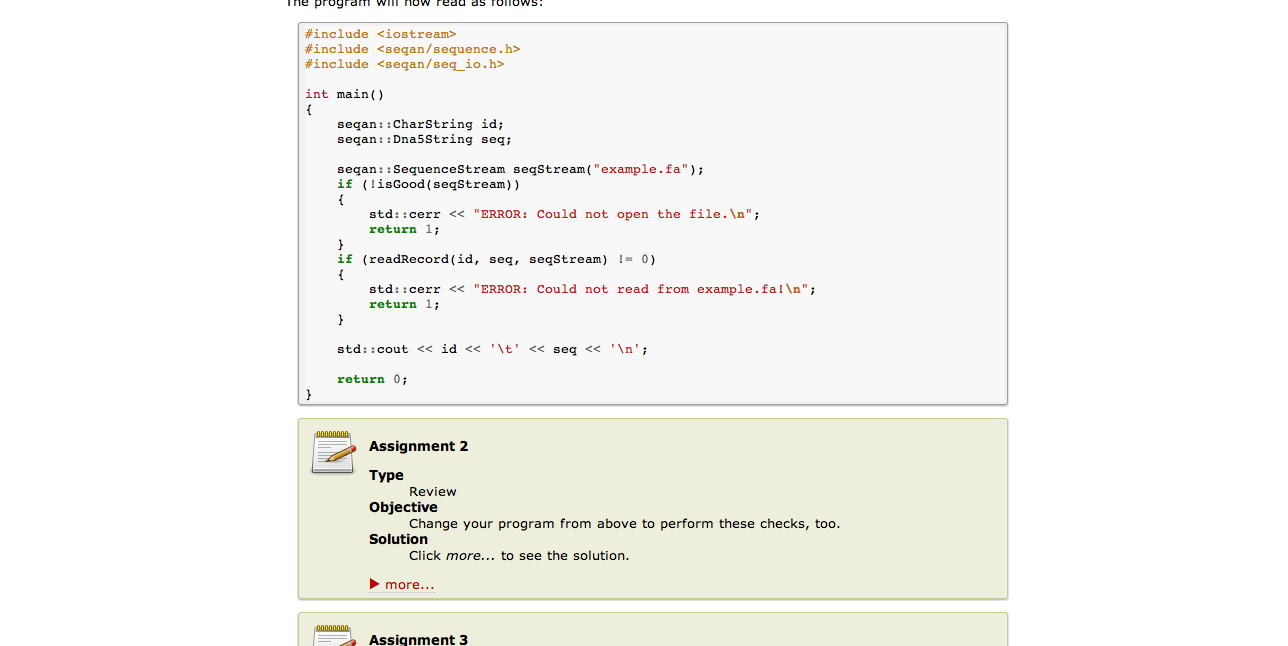 The program will now read as follows:
#include <iostream>
#include <seqan/sequence.h>
#include <seqan/seq_io.h>
int main()
{
seqan::CharString id;
seqan::Dna5String seq;
seqan::SequenceStream seqStream("example.fa");
if (!isGood(seqStream))
{
std::cerr << "ERROR: Could not open the file.\n";
return 1;
}
if (readRecord(id, seq, seqStream) != 0)
{
std::cerr << "ERROR: Could not read from example.fa!\n";
return 1;
}
std::cout << id << '\t' << seq << '\n';
return 0;
}
Assignment 2
Type
Review
Objective
Change your program from above to perform these checks, too.
Solution
Click more... to see the solution.
more...
Assignment 3